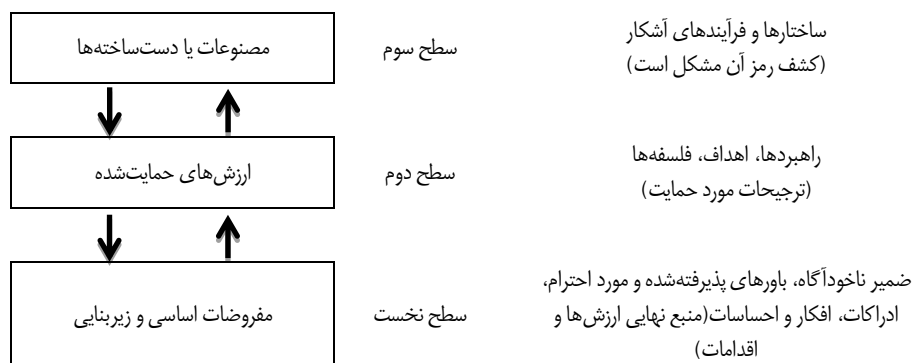 ساختارها و فرآیندهای آشکار
(کشف رمز آن مشکل است)
سطح سوم
مصنوعات یا دست‌ساخته‌ها
راهبردها، اهداف، فلسفه‌ها
(ترجیحات مورد حمایت)
سطح دوم
ارزش‌های حمایت‌شده
ضمیر ناخودآگاه، باورهای پذیرفته‌شده و مورد احترام،
ادراکات، افکار و احساسات(منبع نهایی ارزش‌ها و
اقدامات)
سطح نخست
مفروضات اساسی و زیربنایی